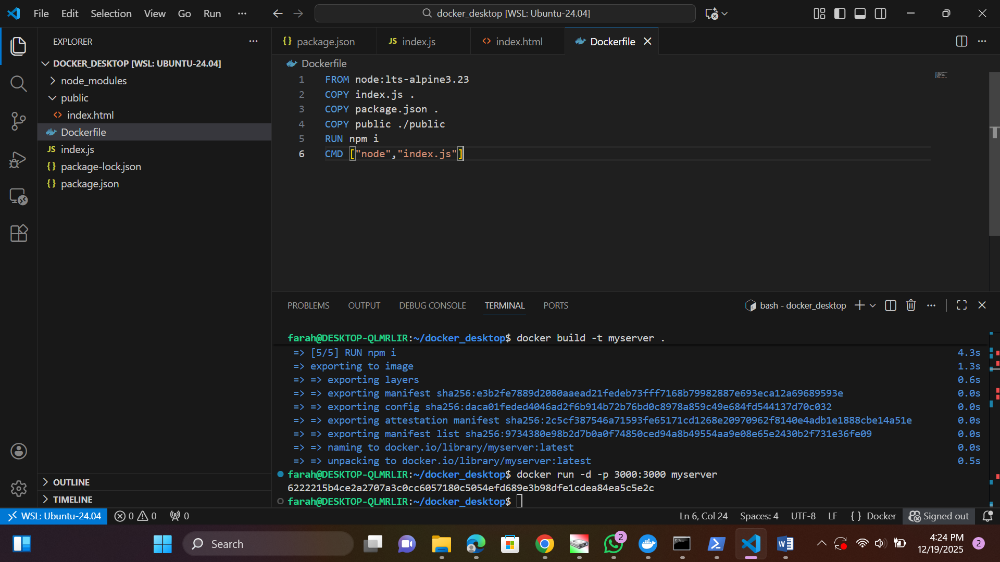 File Edit Selection View Go Run ···
docker_desktop [WSL: Ubuntu-24.04]
EXPLORER
DOCKER_DESKTOP [WSL: UBUNTU-24.04]
node_modules
public
index.html
Dockerfile
JS index.js
{} package-lock.json
{} package.json
OUTLINE
TIMELINE
{} package.json
JS index.js
<> index.html
Dockerfile
Dockerfile
1 FROM node:lts-alpine3.23
2 COPY index.js .
3 COPY package.json .
4 COPY public ./public
5 RUN npm i
6 CMD ["node","index.js"]
PROBLEMS OUTPUT DEBUG CONSOLE TERMINAL PORTS
bash - docker_desktop
farah@DESKTOP-QLMRLIR:~/docker_desktop$ docker build -t myserver .
=> [5/5] RUN npm i 4.3s
=> exporting to image 1.3s
=> => exporting layers 0.6s
=> => exporting manifest sha256:e3b2fe7889d2080aaead21fedeb73fff7168b79982887e693eca12a69689593e 0.0s
=> => exporting config sha256:daca01feded4046ad2f6b914b72b76bd0c8978a859c49e684fd544137d70c032 0.0s
=> => exporting attestation manifest sha256:2c5cf387546a71593fe65171cd1268e20970962f8140e4adb1e1888cbe14a51e 0.0s
=> => exporting manifest list sha256:9734380e98b2d7b0a0f74850ced94a8b49554aa9e08e65e2430b2f731e36fe09 0.0s
=> => naming to docker.io/library/myserver:latest 0.0s
=> => unpacking to docker.io/library/myserver:latest 0.5s
farah@DESKTOP-QLMRLIR:~/docker_desktop$ docker run -d -p 3000:3000 myserver
6222215b4ce2a2707a3c0cc6057180c5054efd689e3b98dfe1cdea84ea5c5e2c
farah@DESKTOP-QLMRLIR:~/docker_desktop$
WSL: Ubuntu-24.04 0 0 0
Ln 6, Col 24 Spaces: 4 UTF-8 LF {} Docker Signed out
Search
2
4:24 PM
12/19/2025
2